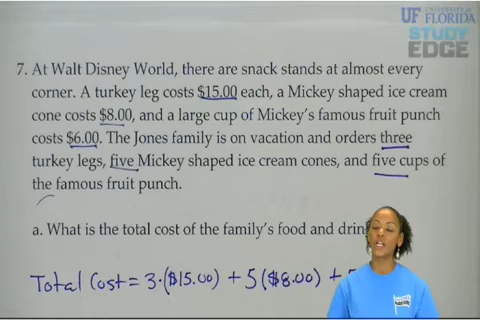 UF UNIVERSITY of
FLORIDA
STUDY
EDGE
7. At Walt Disney World, there are snack stands at almost every
corner. A turkey leg costs $15.00 each, a Mickey shaped ice cream
cone costs $8.00, and a large cup of Mickey's famous fruit punch
costs $6.00. The Jones family is on vacation and orders three
turkey legs, five Mickey shaped ice cream cones, and five cups of
the famous fruit punch.
a. What is the total cost of the family's food and
Total Cost = 3·($15.00) + 5($8.00) +